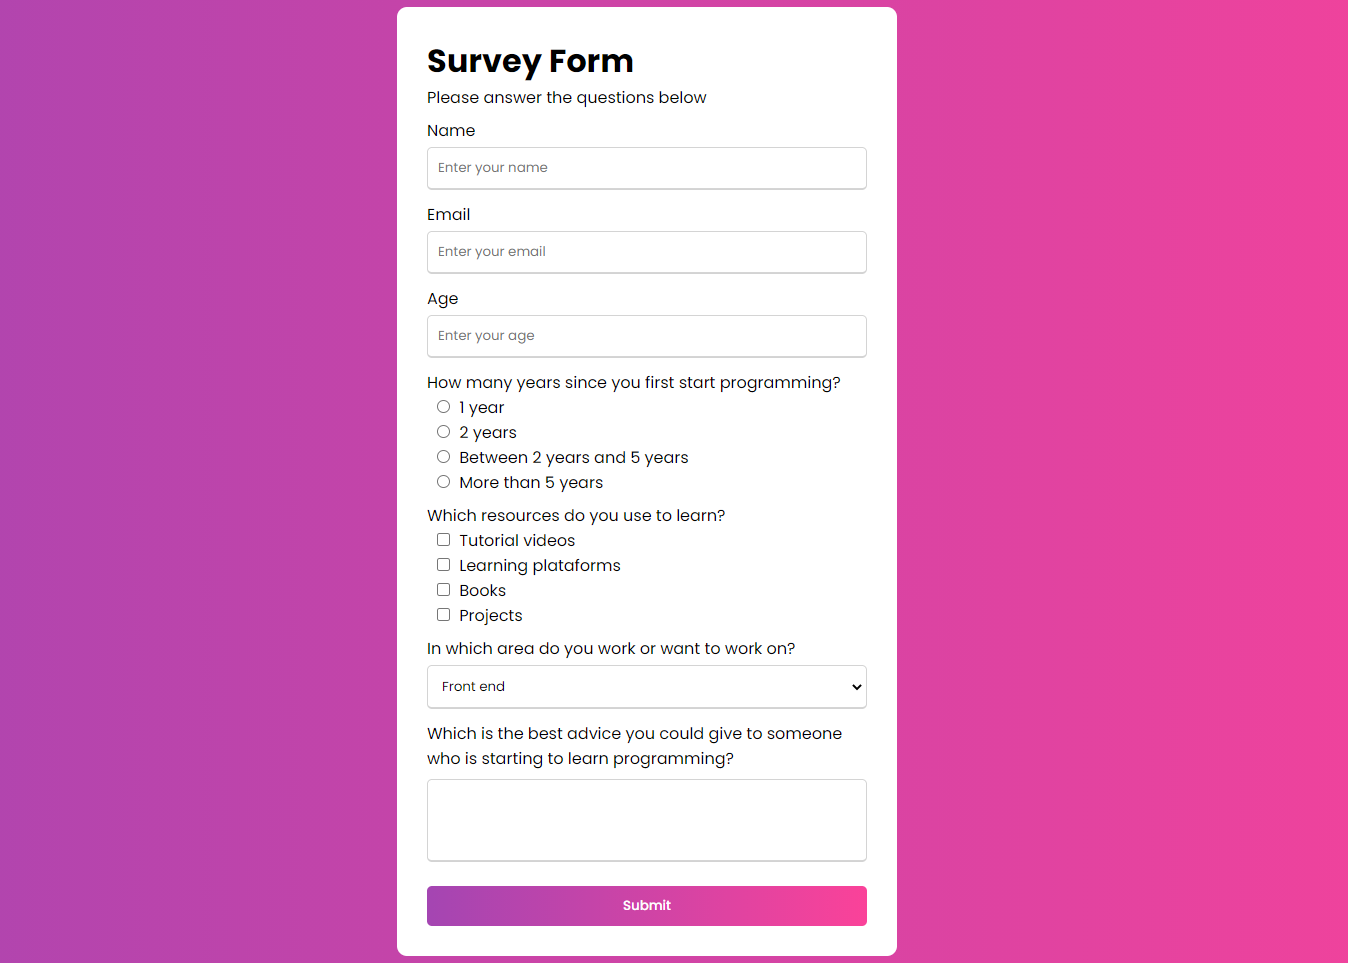 Survey Form
Please answer the questions below
Name
Enter your name
Email
Enter your email
Age
Enter your age
How many years since you first start programming?
1 year
2 years
Between 2 years and 5 years
More than 5 years
Which resources do you use to learn?
Tutorial videos
Learning plataforms
Books
Projects
In which area do you work or want to work on?
Front end
Which is the best advice you could give to someone
who is starting to learn programming?
Submit